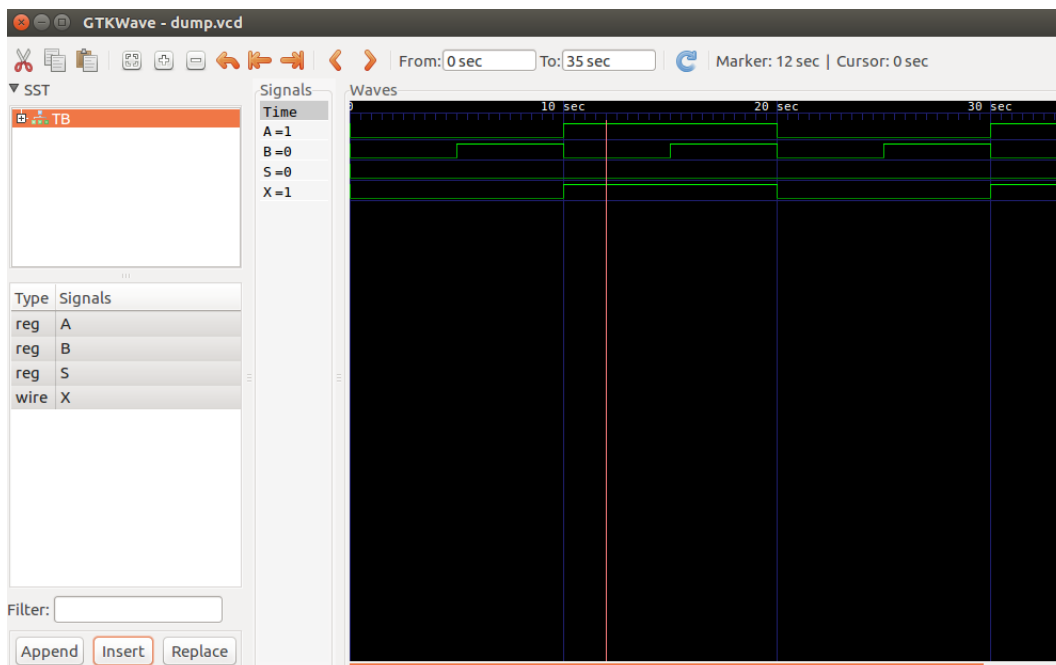 GTKWave - dump.vcd
From: 0 sec To: 35 sec Marker: 12 sec | Cursor: 0 sec
SST
TB
Type Signals
reg A
reg B
reg S
wire X
Filter:
Append Insert Replace
Signals
Time
A=1
B=0
S=0
X=1
Waves
0 10 sec 20 sec 30 sec